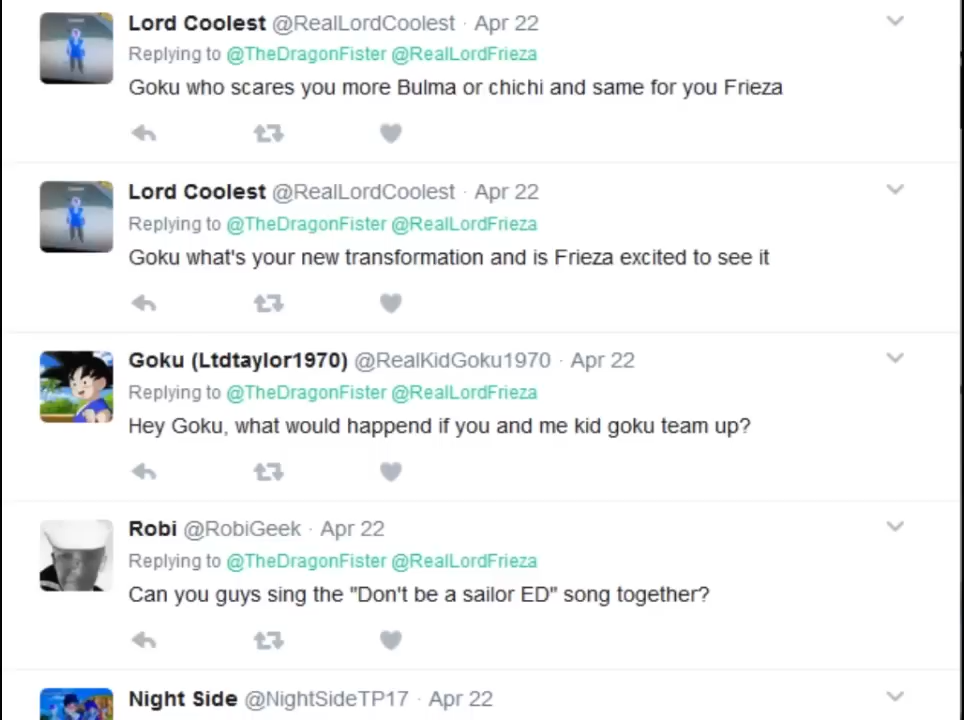 Lord Coolest @RealLordCoolest · Apr 22
Replying to @TheDragonFister @RealLordFrieza
Goku who scares you more Bulma or chichi and same for you Frieza
Lord Coolest @RealLordCoolest · Apr 22
Replying to @TheDragonFister @RealLordFrieza
Goku what's your new transformation and is Frieza excited to see it
Goku (Ltdtaylor1970) @RealKidGoku1970 · Apr 22
Replying to @TheDragonFister @RealLordFrieza
Hey Goku, what would happend if you and me kid goku team up?
Robi @RobiGeek · Apr 22
Replying to @TheDragonFister @RealLordFrieza
Can you guys sing the "Don't be a sailor ED" song together?
Night Side @NightSideTP17 · Apr 22